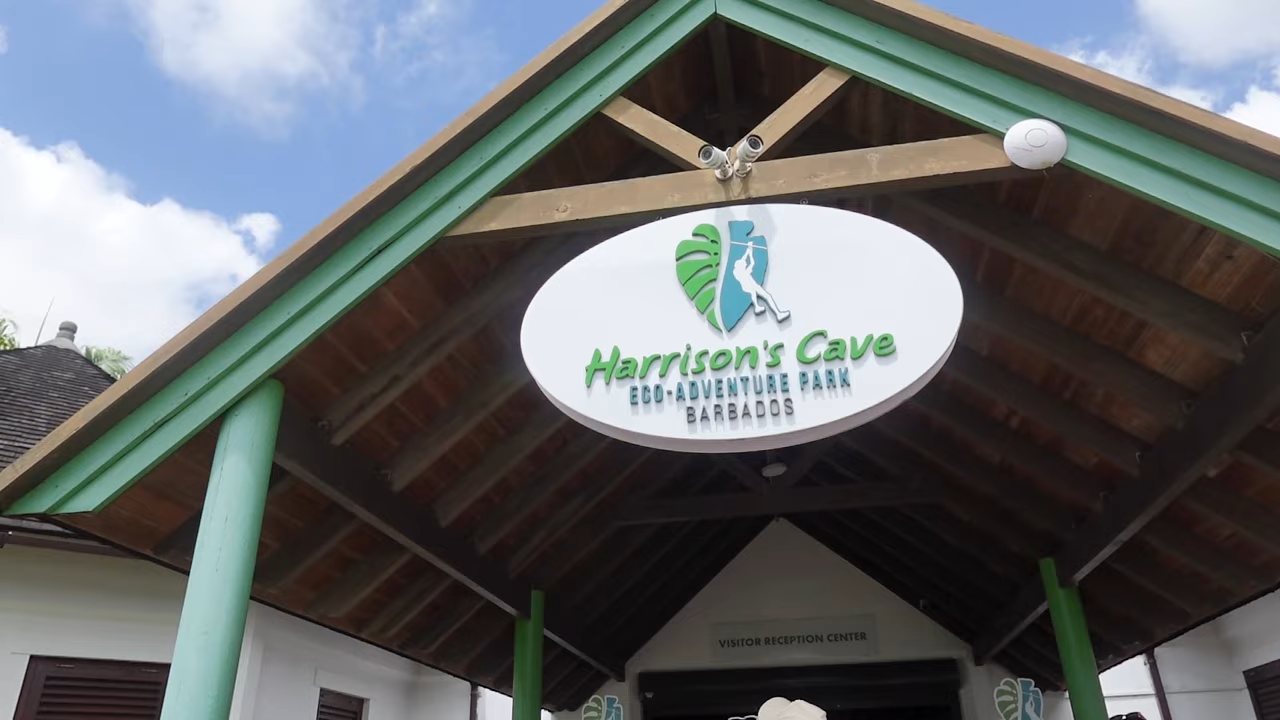 Harrison's Cave
ECO-ADVENTURE PARK
BARBADOS
VISITOR RECEPTION CENTER